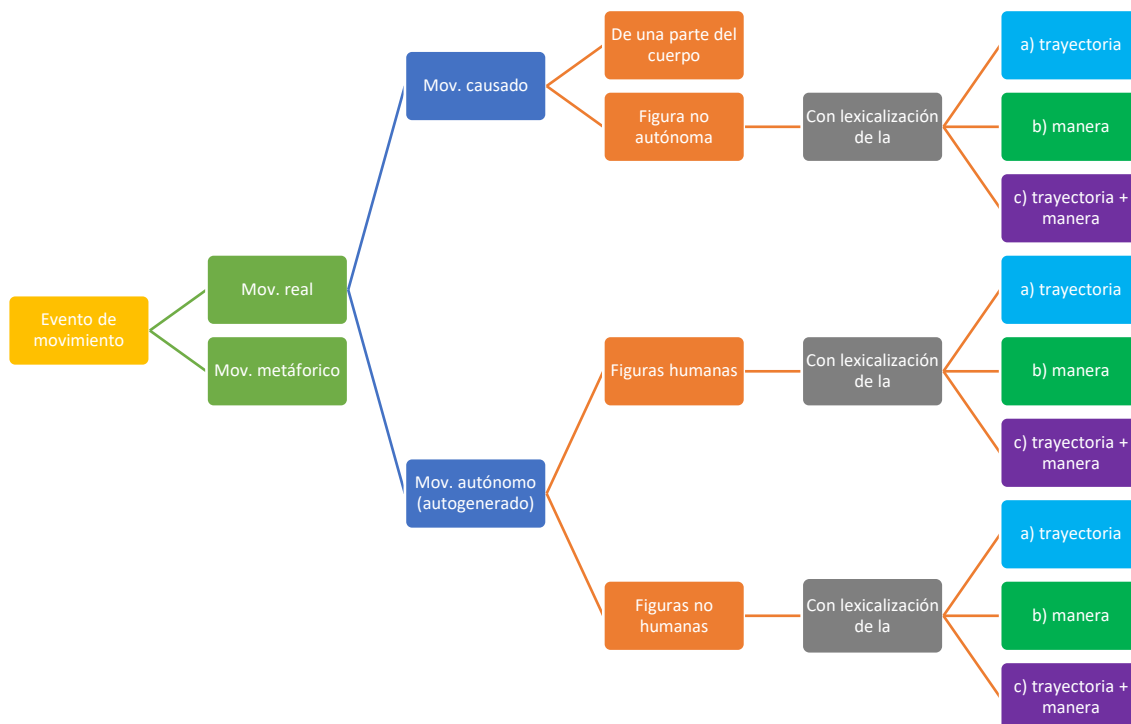 Evento de
movimiento
Mov. real
Mov. metáforico
Mov. causado
De una parte del
cuerpo
Figura no
autónoma
Con lexicalización
de la
a) trayectoria
b) manera
c) trayectoria +
manera
Mov. autónomo
(autogenerado)
Figuras humanas
Con lexicalización
de la
a) trayectoria
b) manera
c) trayectoria +
manera
Figuras no
humanas
Con lexicalización
de la
a) trayectoria
b) manera
c) trayectoria +
manera